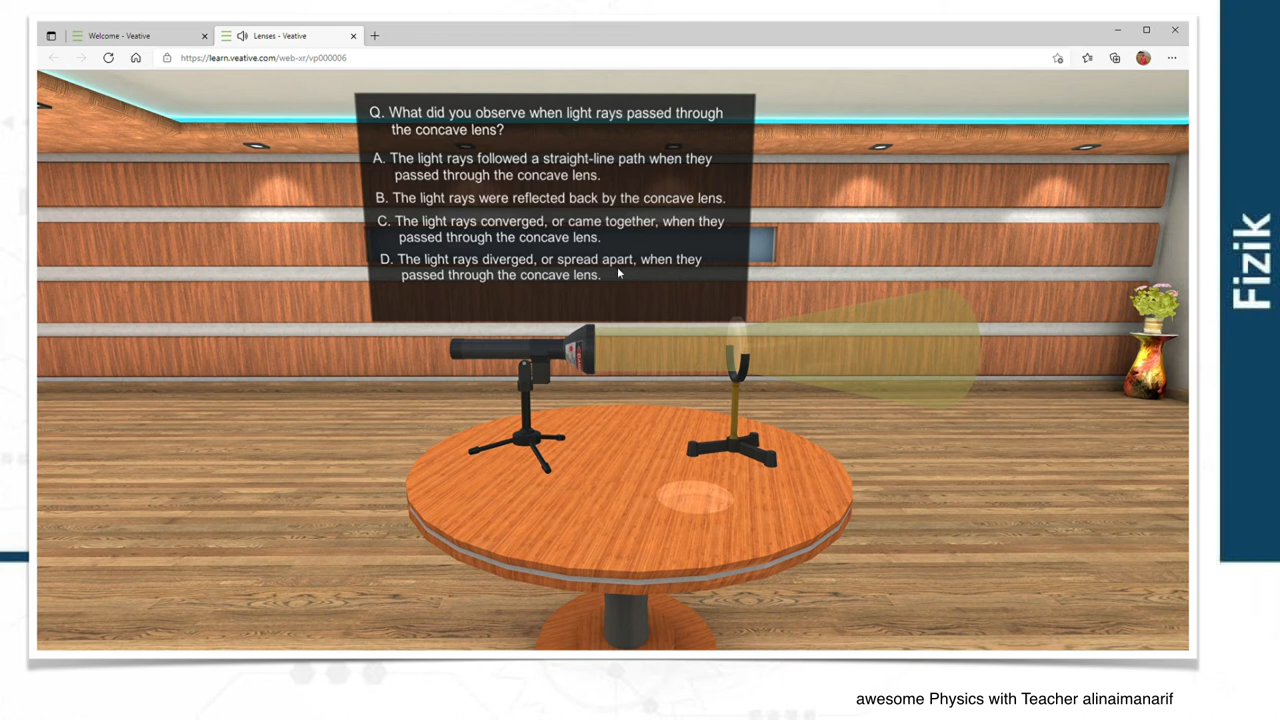 Welcome - Veative
Lenses - Veative
https://learn.veative.com/web-xr/vp000006
Q. What did you observe when light rays passed through
the concave lens?
A. The light rays followed a straight-line path when they
passed through the concave lens.
B. The light rays were reflected back by the concave lens.
C. The light rays converged, or came together, when they
passed through the concave lens.
D. The light rays diverged, or spread apart, when they
passed through the concave lens.
Fizik
awesome Physics with Teacher alinaimanarif